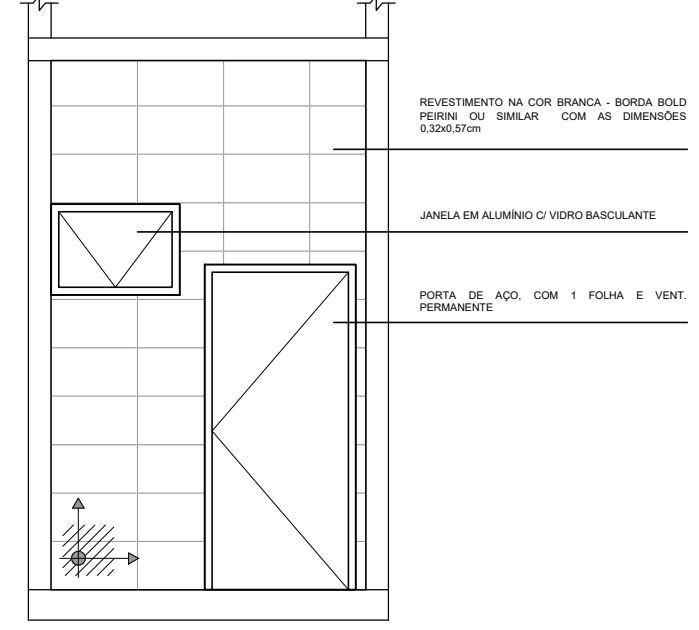 REVESTIMENTO NA COR BRANCA - BORDA BOLD
PEIRINI OU SIMILAR COM AS DIMENSÕES
0,32x0,57cm
JANELA EM ALUMÍNIO C/ VIDRO BASCULANTE
PORTA DE AÇO, COM 1 FOLHA E VENT.
PERMANENTE